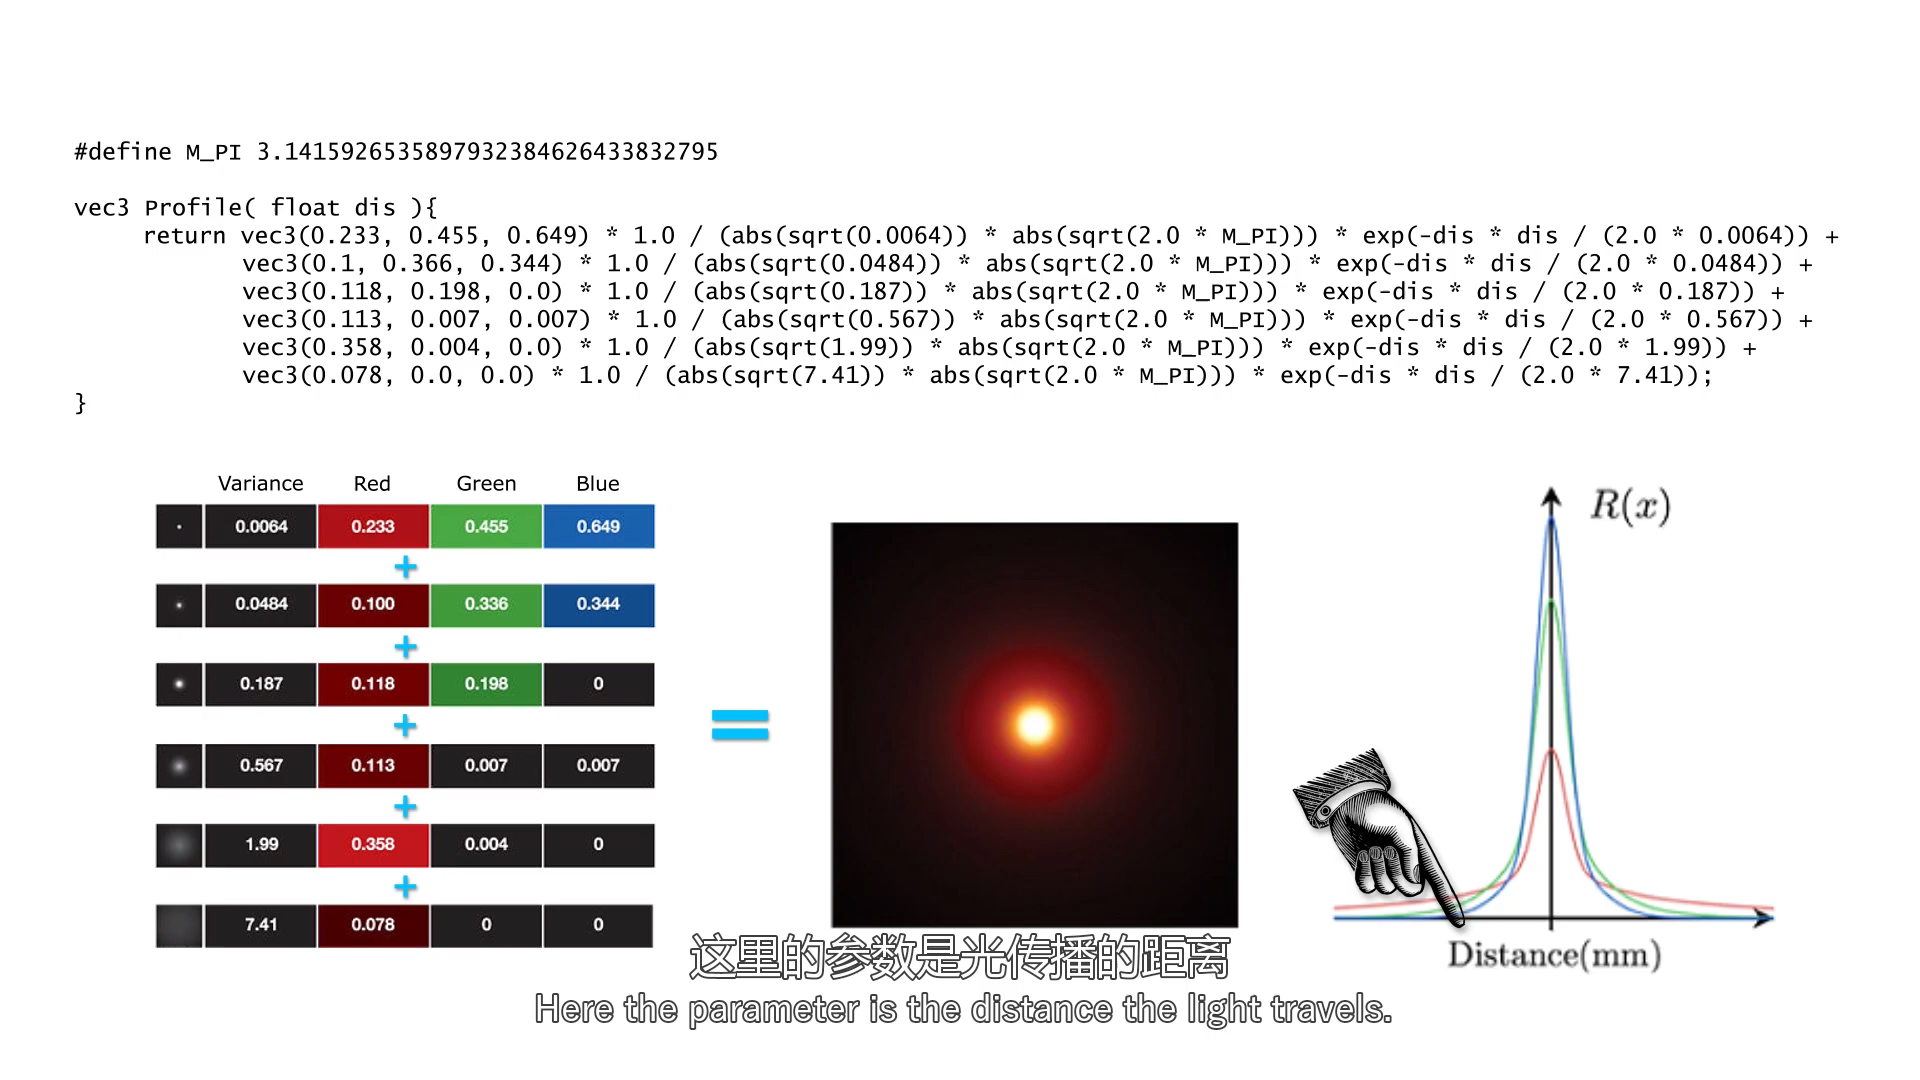 #define M_PI 3.1415926535897932384626433832795
vec3 Profile( float dis ){
return vec3(0.233, 0.455, 0.649) * 1.0 / (abs(sqrt(0.0064)) * abs(sqrt(2.0 * M_PI))) * exp(-dis * dis / (2.0 * 0.0064)) +
vec3(0.1, 0.366, 0.344) * 1.0 / (abs(sqrt(0.0484)) * abs(sqrt(2.0 * M_PI))) * exp(-dis * dis / (2.0 * 0.0484)) +
vec3(0.118, 0.198, 0.0) * 1.0 / (abs(sqrt(0.187)) * abs(sqrt(2.0 * M_PI))) * exp(-dis * dis / (2.0 * 0.187)) +
vec3(0.113, 0.007, 0.007) * 1.0 / (abs(sqrt(0.567)) * abs(sqrt(2.0 * M_PI))) * exp(-dis * dis / (2.0 * 0.567)) +
vec3(0.358, 0.004, 0.0) * 1.0 / (abs(sqrt(1.99)) * abs(sqrt(2.0 * M_PI))) * exp(-dis * dis / (2.0 * 1.99)) +
vec3(0.078, 0.0, 0.0) * 1.0 / (abs(sqrt(7.41)) * abs(sqrt(2.0 * M_PI))) * exp(-dis * dis / (2.0 * 7.41));
}
Variance Red Green Blue
0.0064 0.233 0.455 0.649
+
0.0484 0.100 0.336 0.344
+
0.187 0.118 0.198 0
+
0.567 0.113 0.007 0.007
+
1.99 0.358 0.004 0
+
7.41 0.078 0 0
=
R(x)
Distance(mm)
这里的参数是光传播的距离
Here the parameter is the distance the light travels.